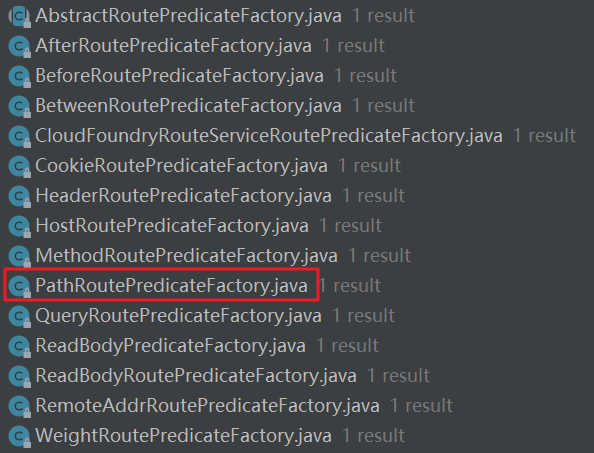 AbstractRoutePredicateFactory.java 1 result
AfterRoutePredicateFactory.java 1 result
BeforeRoutePredicateFactory.java 1 result
BetweenRoutePredicateFactory.java 1 result
CloudFoundryRouteServiceRoutePredicateFactory.java 1 result
CookieRoutePredicateFactory.java 1 result
HeaderRoutePredicateFactory.java 1 result
HostRoutePredicateFactory.java 1 result
MethodRoutePredicateFactory.java 1 result
PathRoutePredicateFactory.java 1 result
QueryRoutePredicateFactory.java 1 result
ReadBodyPredicateFactory.java 1 result
ReadBodyRoutePredicateFactory.java 1 result
RemoteAddrRoutePredicateFactory.java 1 result
WeightRoutePredicateFactory.java 1 result